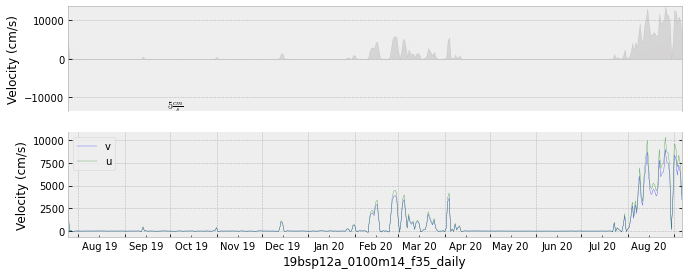 Velocity (cm/s)
10000
0
−10000
5 cm/s
Velocity (cm/s)
10000
7500
5000
2500
0
v
u
Aug 19 Sep 19 Oct 19 Nov 19 Dec 19 Jan 20 Feb 20 Mar 20 Apr 20 May 20 Jun 20 Jul 20 Aug 20
19bsp12a_0100m14_f35_daily